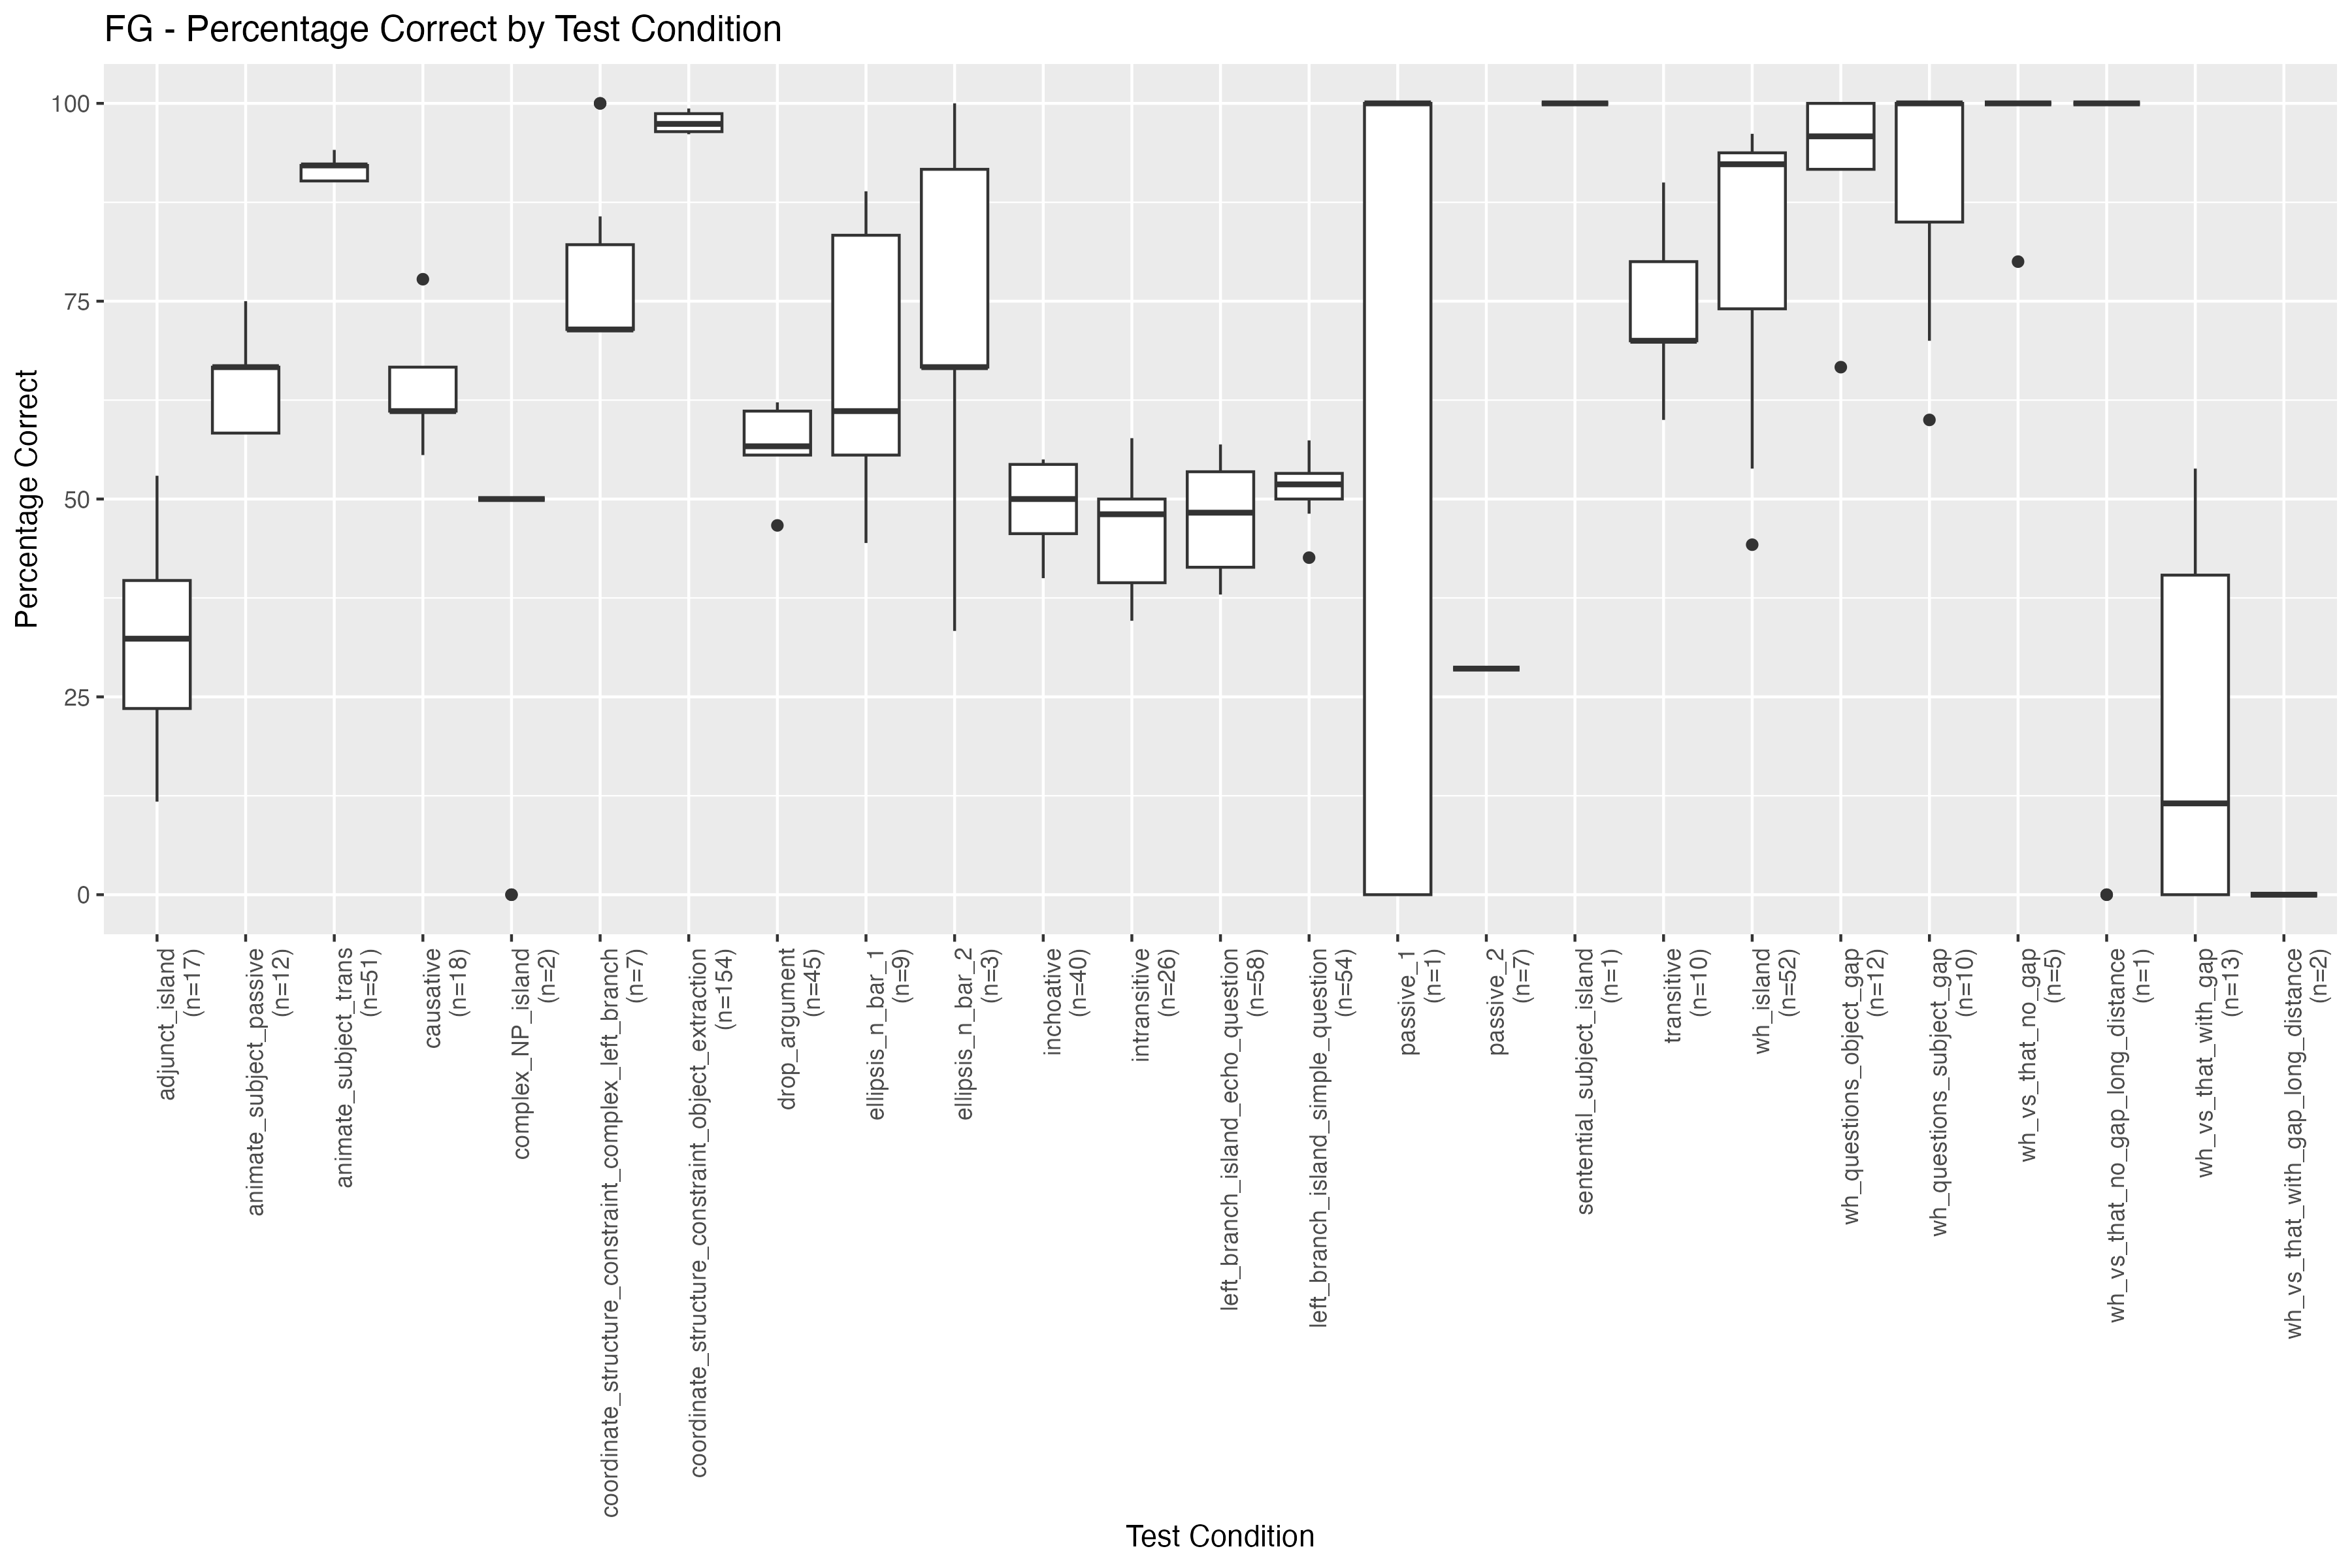 FG - Percentage Correct by Test Condition
Percentage Correct
100
75
50
25
0
adjunct_island
(n=17)
animate_subject_passive
(n=12)
animate_subject_trans
(n=51)
causative
(n=18)
complex_NP_island
(n=2)
coordinate_structure_constraint_complex_left_branch
(n=7)
coordinate_structure_constraint_object_extraction
(n=154)
drop_argument
(n=45)
ellipsis_n_bar_1
(n=9)
ellipsis_n_bar_2
(n=3)
inchoative
(n=40)
intransitive
(n=26)
left_branch_island_echo_question
(n=58)
left_branch_island_simple_question
(n=54)
passive_1
(n=1)
passive_2
(n=7)
sentential_subject_island
(n=1)
transitive
(n=10)
wh_island
(n=52)
wh_questions_object_gap
(n=12)
wh_questions_subject_gap
(n=10)
wh_vs_that_no_gap
(n=5)
wh_vs_that_no_gap_long_distance
(n=1)
wh_vs_that_with_gap
(n=13)
wh_vs_that_with_gap_long_distance
(n=2)
Test Condition